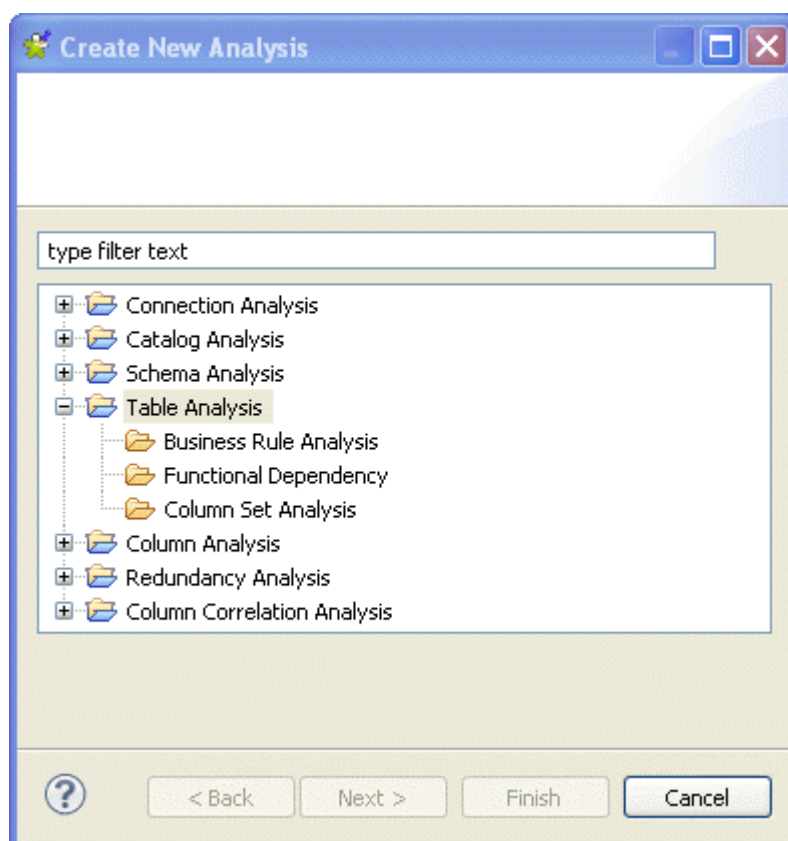 Create New Analysis
type filter text
Connection Analysis
Catalog Analysis
Schema Analysis
Table Analysis
Business Rule Analysis
Functional Dependency
Column Set Analysis
Column Analysis
Redundancy Analysis
Column Correlation Analysis
? < Back Next > Finish Cancel